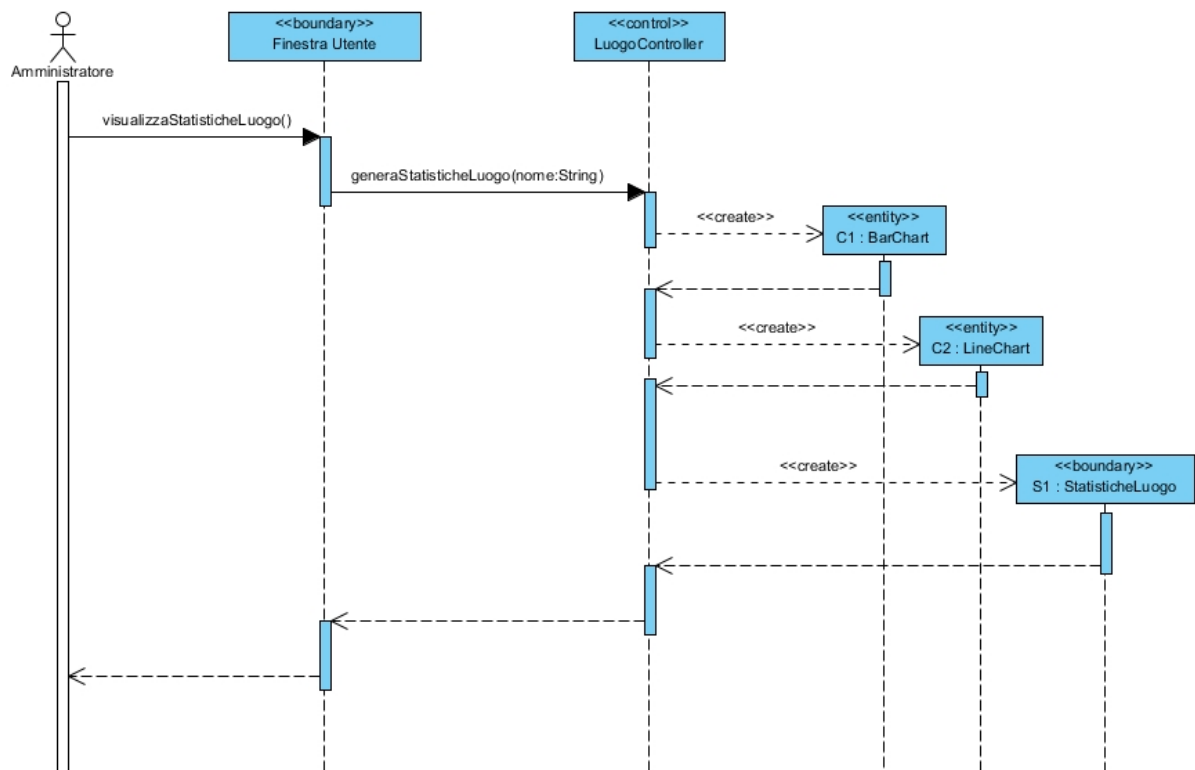 <<boundary>>
Finestra Utente
<<control>>
LuogoController
Amministratore
visualizzaStatisticheLuogo()
generaStatisticheLuogo(nome:String)
<<create>>
<<entity>>
C1 : BarChart
<<create>>
<<entity>>
C2 : LineChart
<<create>>
<<boundary>>
S1 : StatisticheLuogo